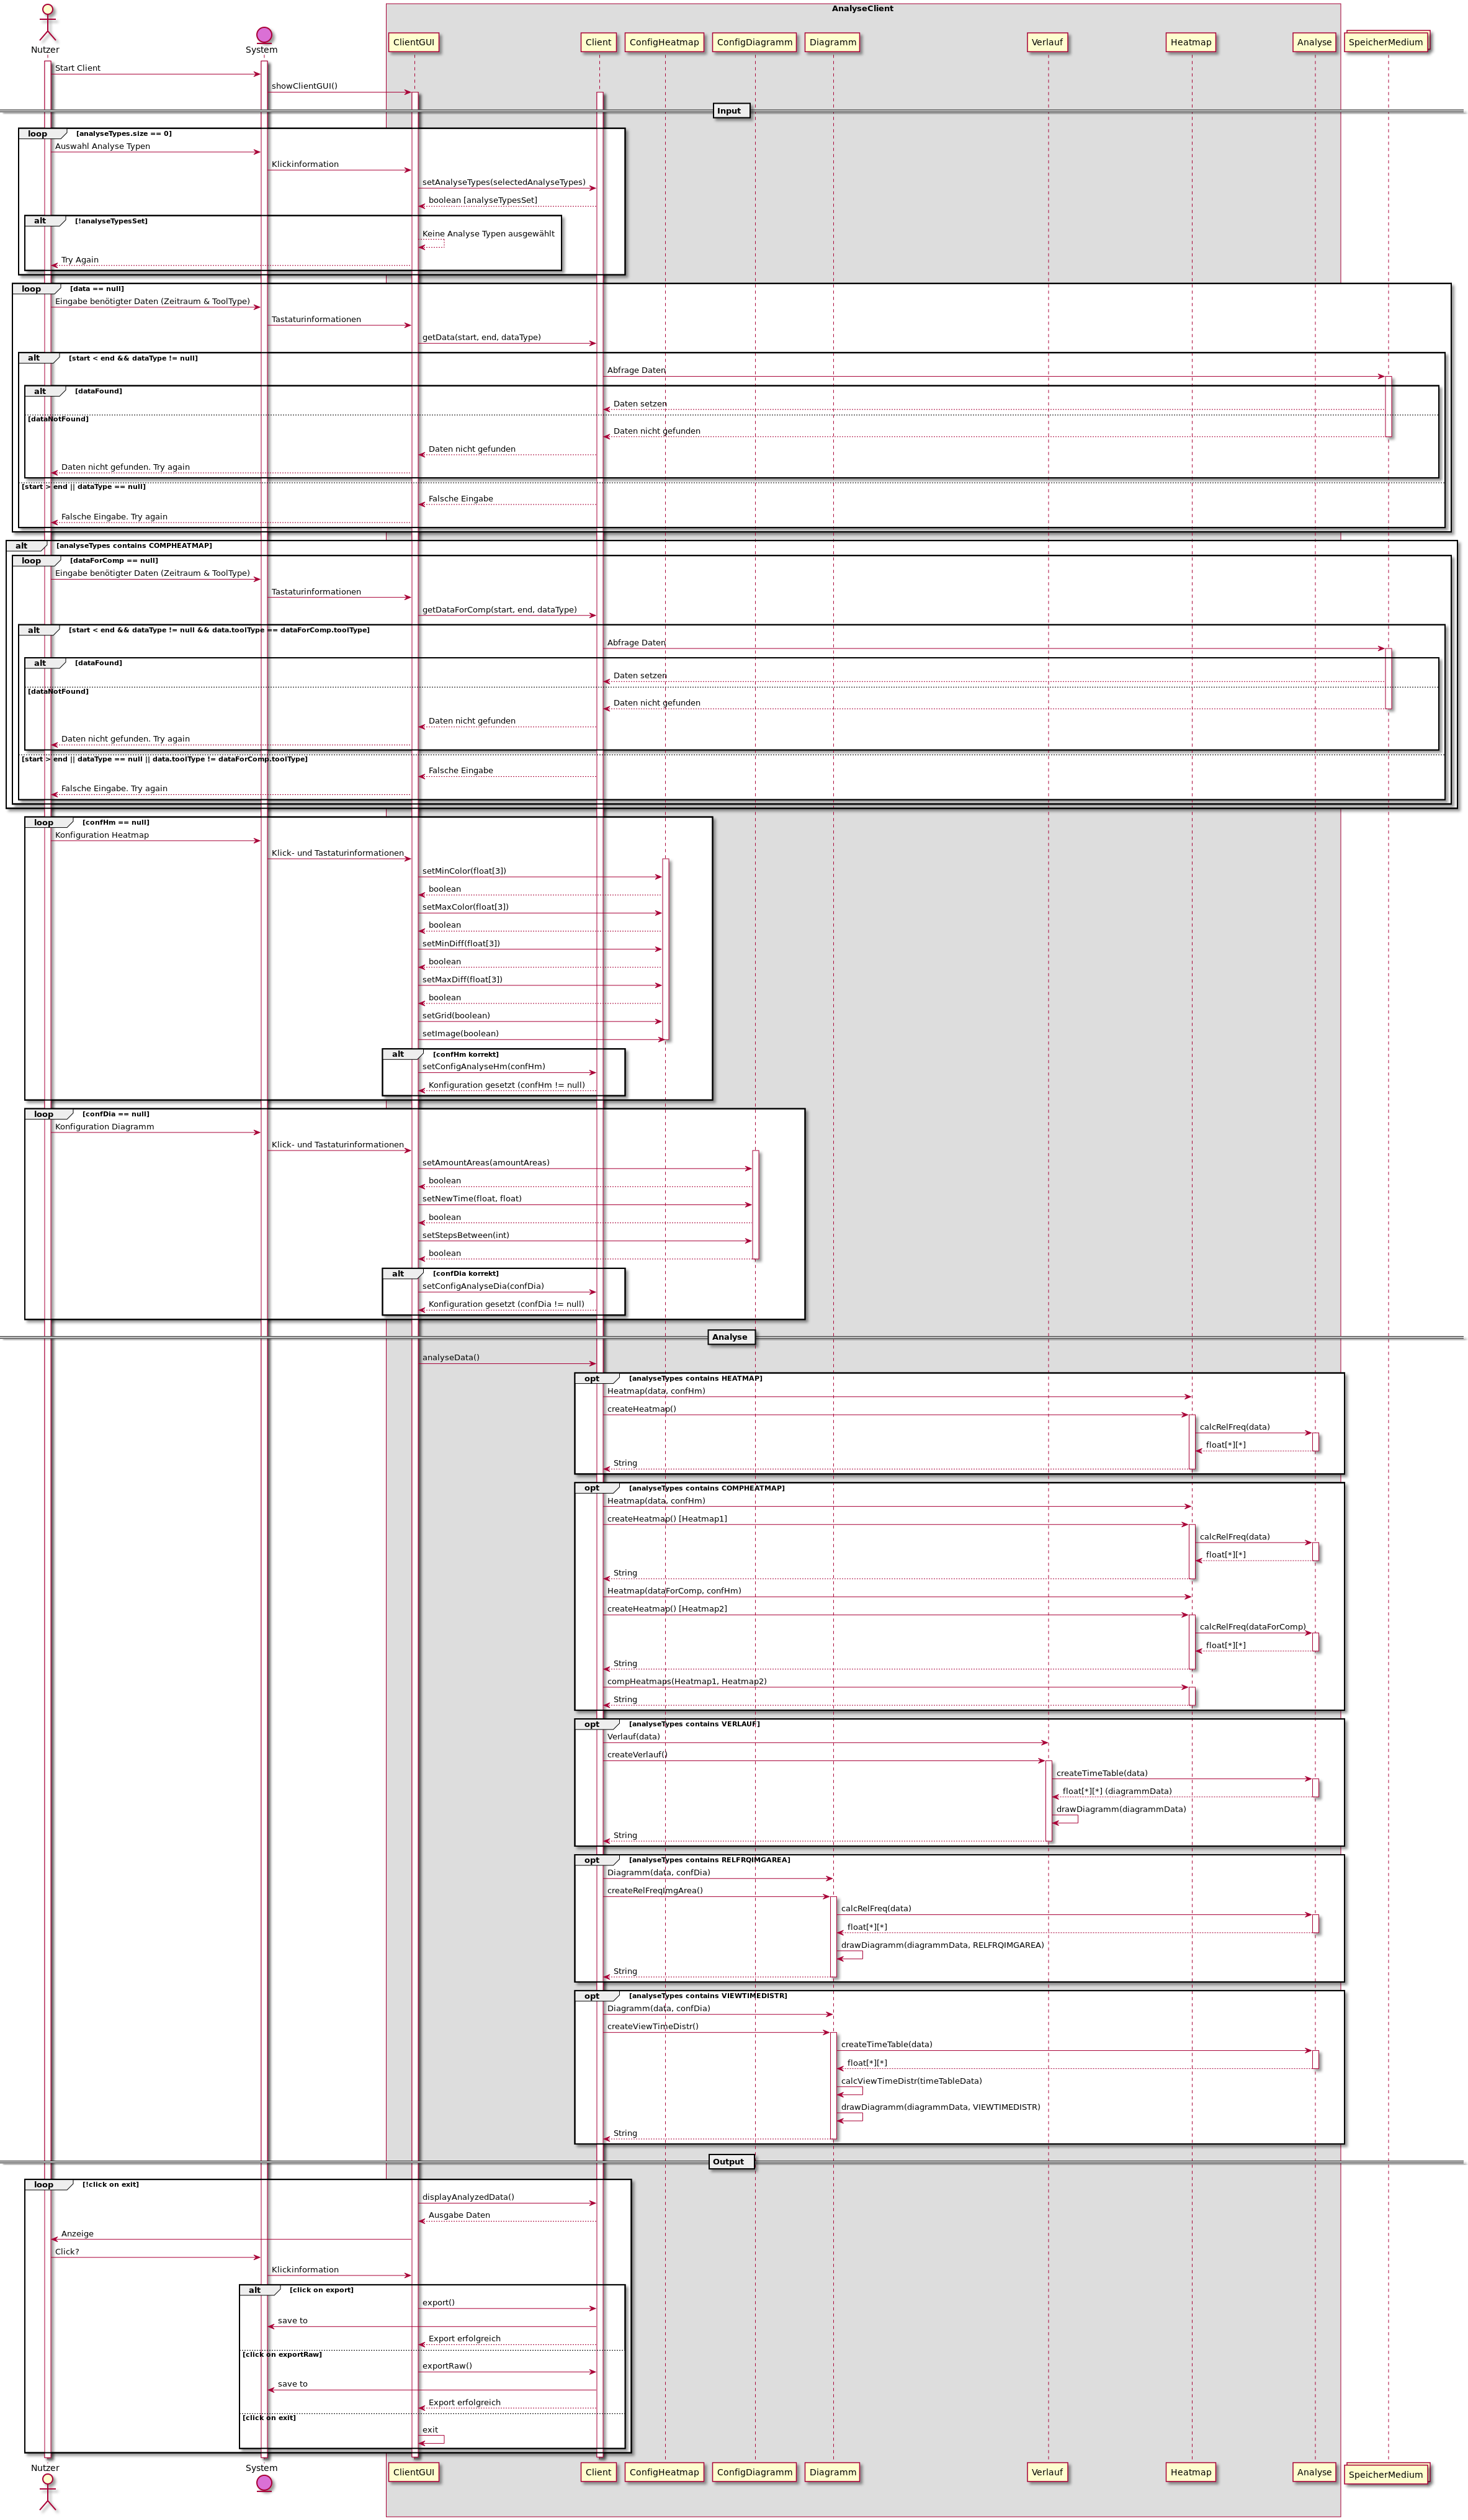 AnalyseClient
Nutzer
System
ClientGUI
Client
ConfigHeatmap
ConfigDiagramm
Diagramm
Verlauf
Heatmap
Analyse
SpeicherMedium
Start Client
showClientGUI()
Input
loop [analyseTypes.size == 0]
Auswahl Analyse Typen
Klickinformation
setAnalyseTypes(selectedAnalyseTypes)
boolean [analyseTypesSet]
alt [!analyseTypesSet]
Keine Analyse Typen ausgewählt
Try Again
loop [data == null]
Eingabe benötigter Daten (Zeitraum & ToolType)
Tastaturinformationen
getData(start, end, dataType)
alt [start < end && dataType != null]
Abfrage Daten
alt [dataFound]
Daten setzen
[dataNotFound]
Daten nicht gefunden
Daten nicht gefunden
Daten nicht gefunden. Try again
[start > end || dataType == null]
Falsche Eingabe
Falsche Eingabe. Try again
alt [analyseTypes contains COMPHEATMAP]
loop [dataForComp == null]
Eingabe benötigter Daten (Zeitraum & ToolType)
Tastaturinformationen
getDataForComp(start, end, dataType)
alt [start < end && dataType != null && data.toolType == dataForComp.toolType]
Abfrage Daten
alt [dataFound]
Daten setzen
[dataNotFound]
Daten nicht gefunden
Daten nicht gefunden
Daten nicht gefunden. Try again
[start > end || dataType == null || data.toolType != dataForComp.toolType]
Falsche Eingabe
Falsche Eingabe. Try again
loop [confHm == null]
Konfiguration Heatmap
Klick- und Tastaturinformationen
setMinColor(float[3])
boolean
setMaxColor(float[3])
boolean
setMinDiff(float[3])
boolean
setMaxDiff(float[3])
boolean
setGrid(boolean)
setImage(boolean)
alt [confHm korrekt]
setConfigAnalyseHm(confHm)
Konfiguration gesetzt (confHm != null)
loop [confDia == null]
Konfiguration Diagramm
Klick- und Tastaturinformationen
setAmountAreas(amountAreas)
boolean
setNewTime(float, float)
boolean
setStepsBetween(int)
boolean
alt [confDia korrekt]
setConfigAnalyseDia(confDia)
Konfiguration gesetzt (confDia != null)
Analyse
analyseData()
opt [analyseTypes contains HEATMAP]
Heatmap(data, confHm)
createHeatmap()
calcRelFreq(data)
float[*][*]
String
opt [analyseTypes contains COMPHEATMAP]
Heatmap(data, confHm)
createHeatmap() [Heatmap1]
calcRelFreq(data)
float[*][*]
String
Heatmap(dataForComp, confHm)
createHeatmap() [Heatmap2]
calcRelFreq(dataForComp)
float[*][*]
String
compHeatmaps(Heatmap1, Heatmap2)
String
opt [analyseTypes contains VERLAUF]
Verlauf(data)
createVerlauf()
createTimeTable(data)
float[*][*] (diagrammData)
drawDiagramm(diagrammData)
String
opt [analyseTypes contains RELFRQIMGAREA]
Diagramm(data, confDia)
createRelFreqImgArea()
calcRelFreq(data)
float[*][*]
drawDiagramm(diagrammData, RELFRQIMGAREA)
String
opt [analyseTypes contains VIEWTIMEDISTR]
Diagramm(data, confDia)
createViewTimeDistr()
createTimeTable(data)
float[*][*]
calcViewTimeDistr(timeTableData)
drawDiagramm(diagrammData, VIEWTIMEDISTR)
String
Output
loop [!click on exit]
displayAnalyzedData()
Ausgabe Daten
Anzeige
Click?
Klickinformation
alt [click on export]
export()
save to
Export erfolgreich
[click on exportRaw]
exportRaw()
save to
Export erfolgreich
[click on exit]
exit
Nutzer
System
ClientGUI
Client
ConfigHeatmap
ConfigDiagramm
Diagramm
Verlauf
Heatmap
Analyse
SpeicherMedium